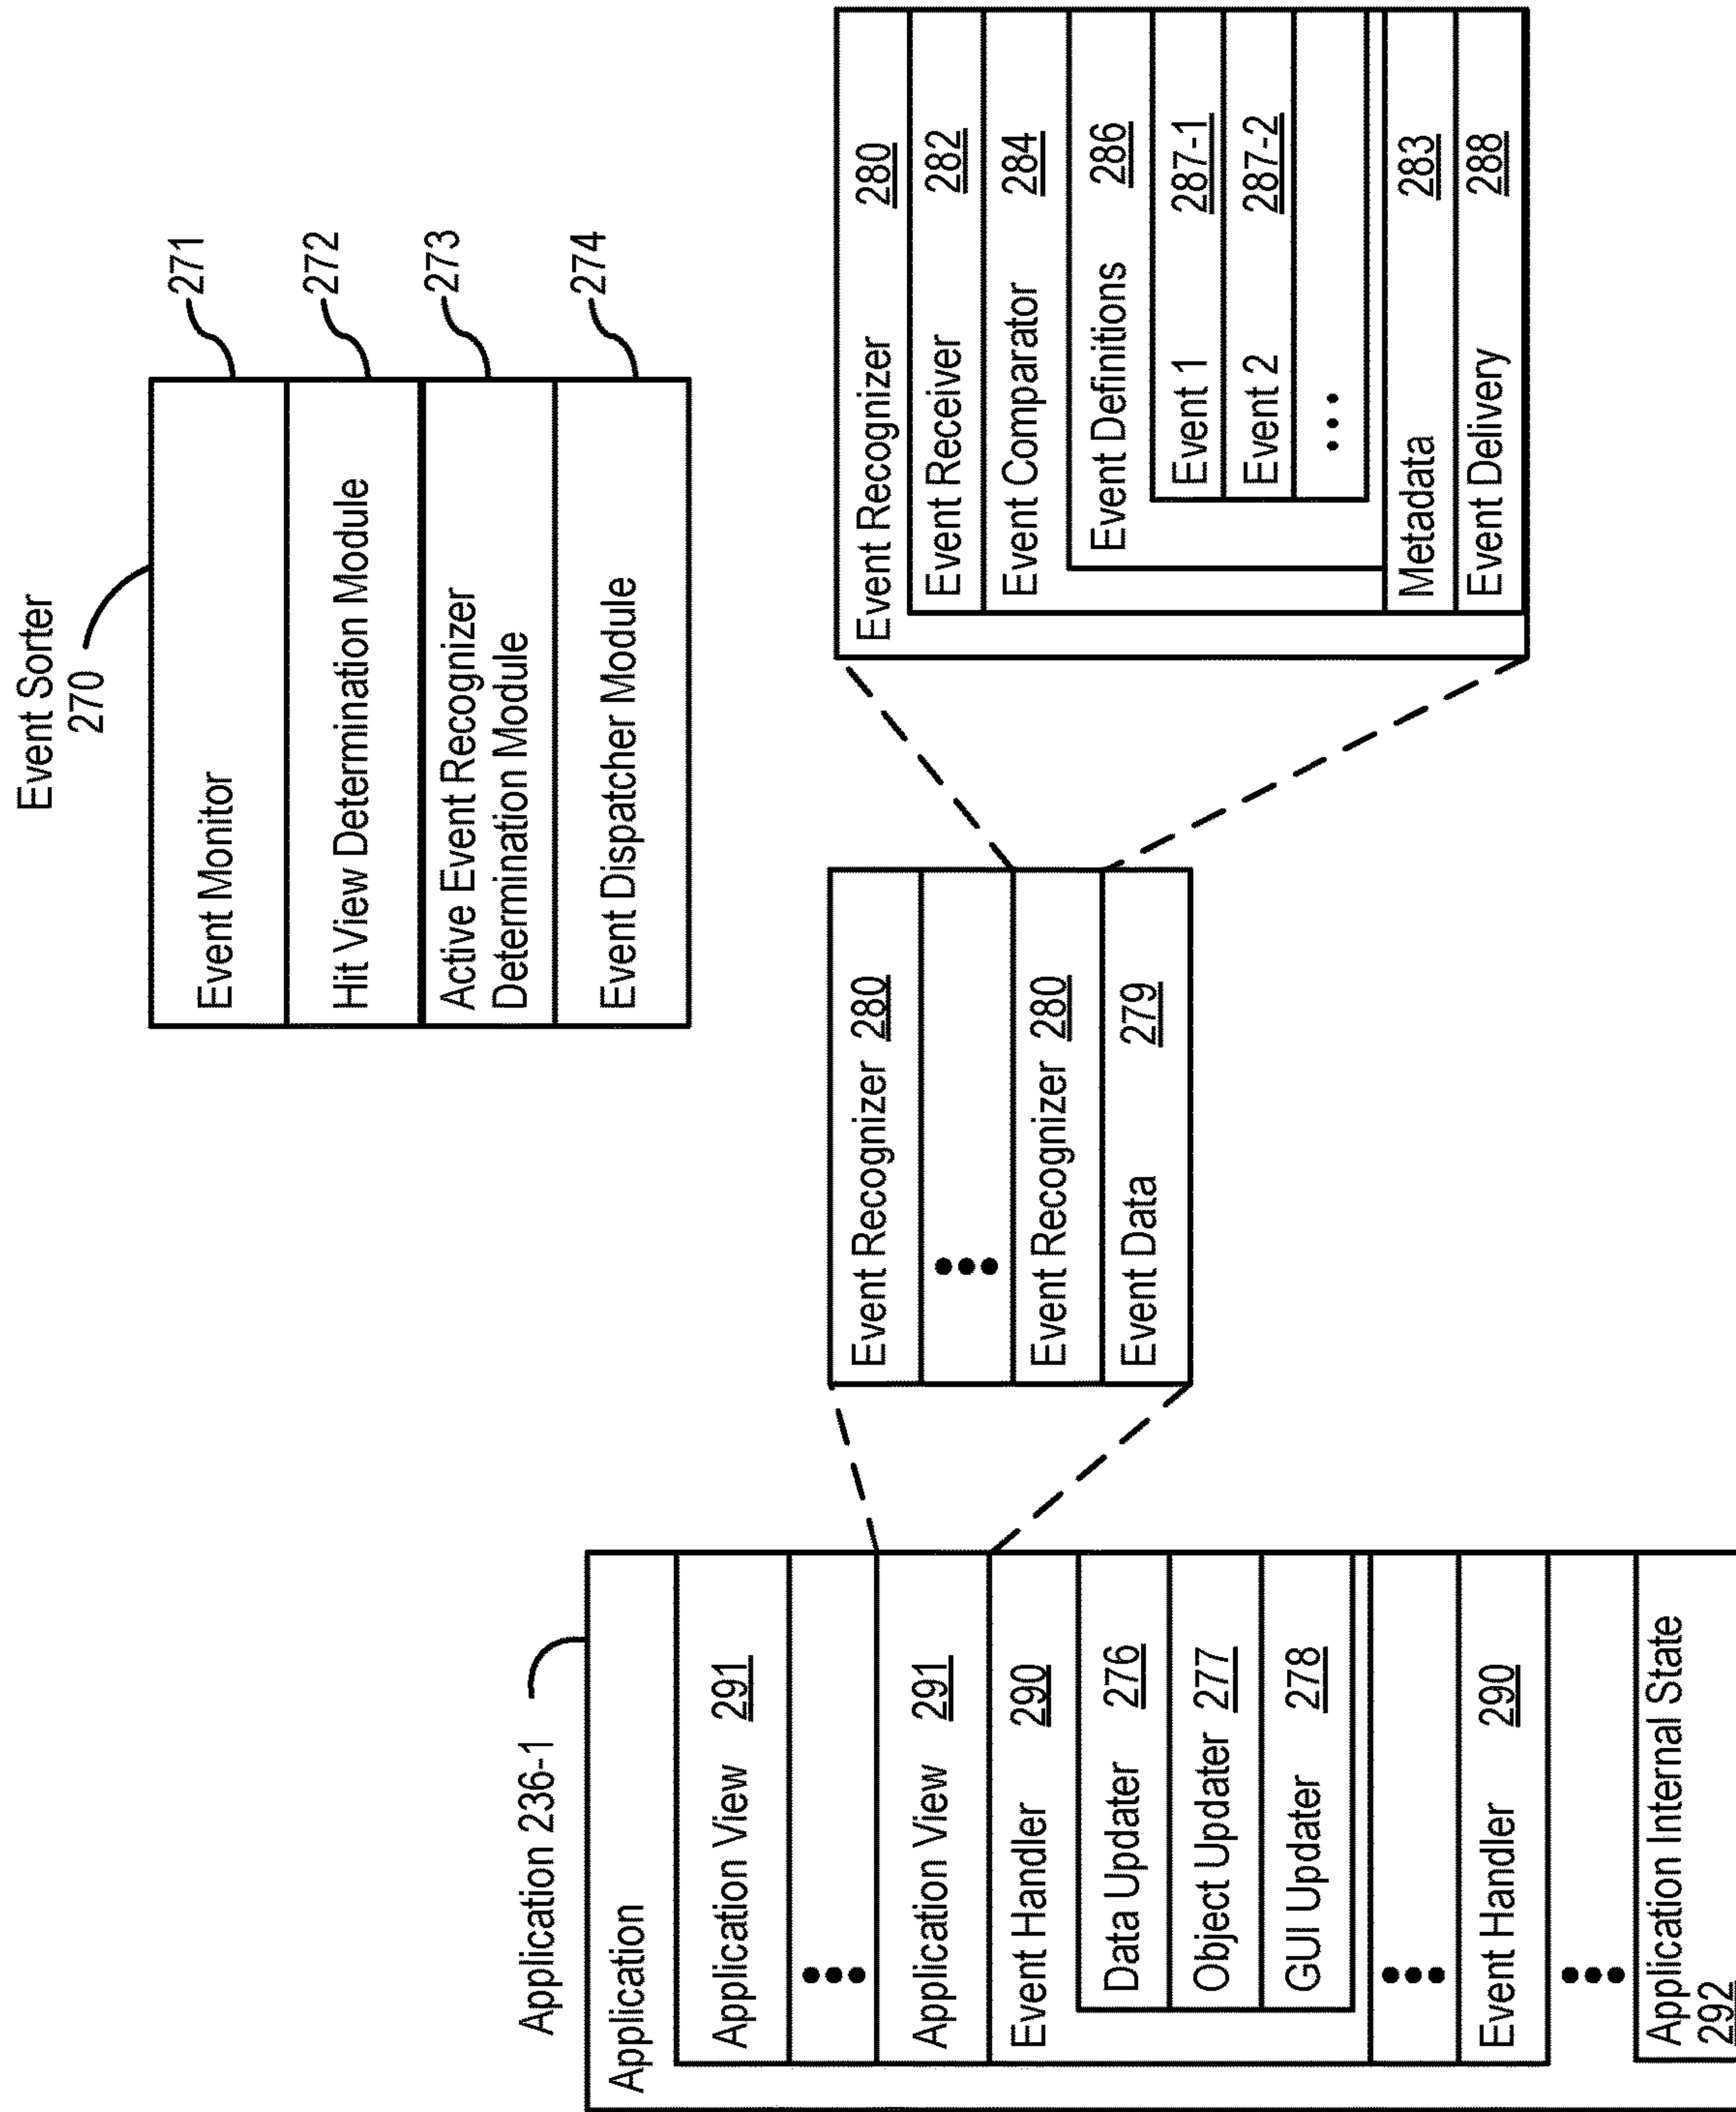 Event Sorter
270
Event Monitor
271
Hit View Determination Module
272
Active Event Recognizer
Determination Module
273
Event Dispatcher Module
274
Application 236-1
Application
Application View 291
•••
Application View 291
Event Handler 290
Data Updater 276
Object Updater 277
GUI Updater 278
•••
Event Handler 290
•••
Application Internal State
292
Event Recognizer 280
•••
Event Recognizer 280
Event Data 279
Event Recognizer 280
Event Receiver 282
Event Comparator 284
Event Definitions 286
Event 1 287-1
Event 2 287-2
•••
Metadata 283
Event Delivery 288